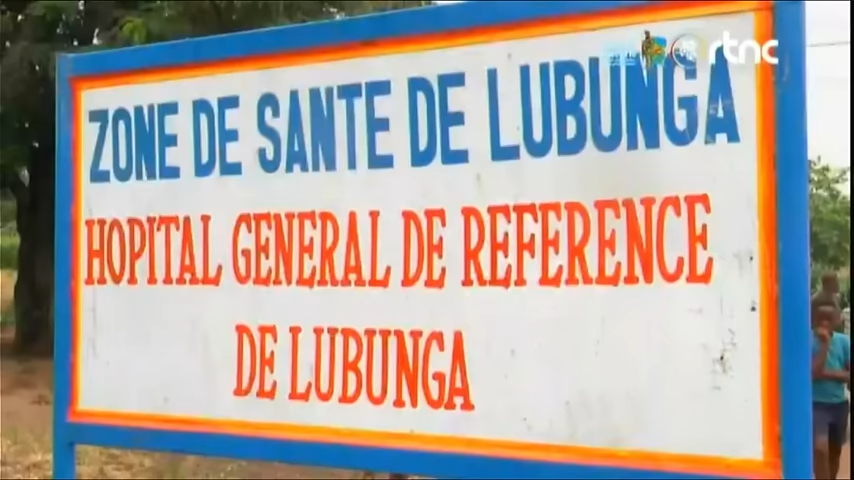 rtnc
ZONE DE SANTE DE LUBUNGA
HOPITAL GENERAL DE REFERENCE
DE LUBUNGA